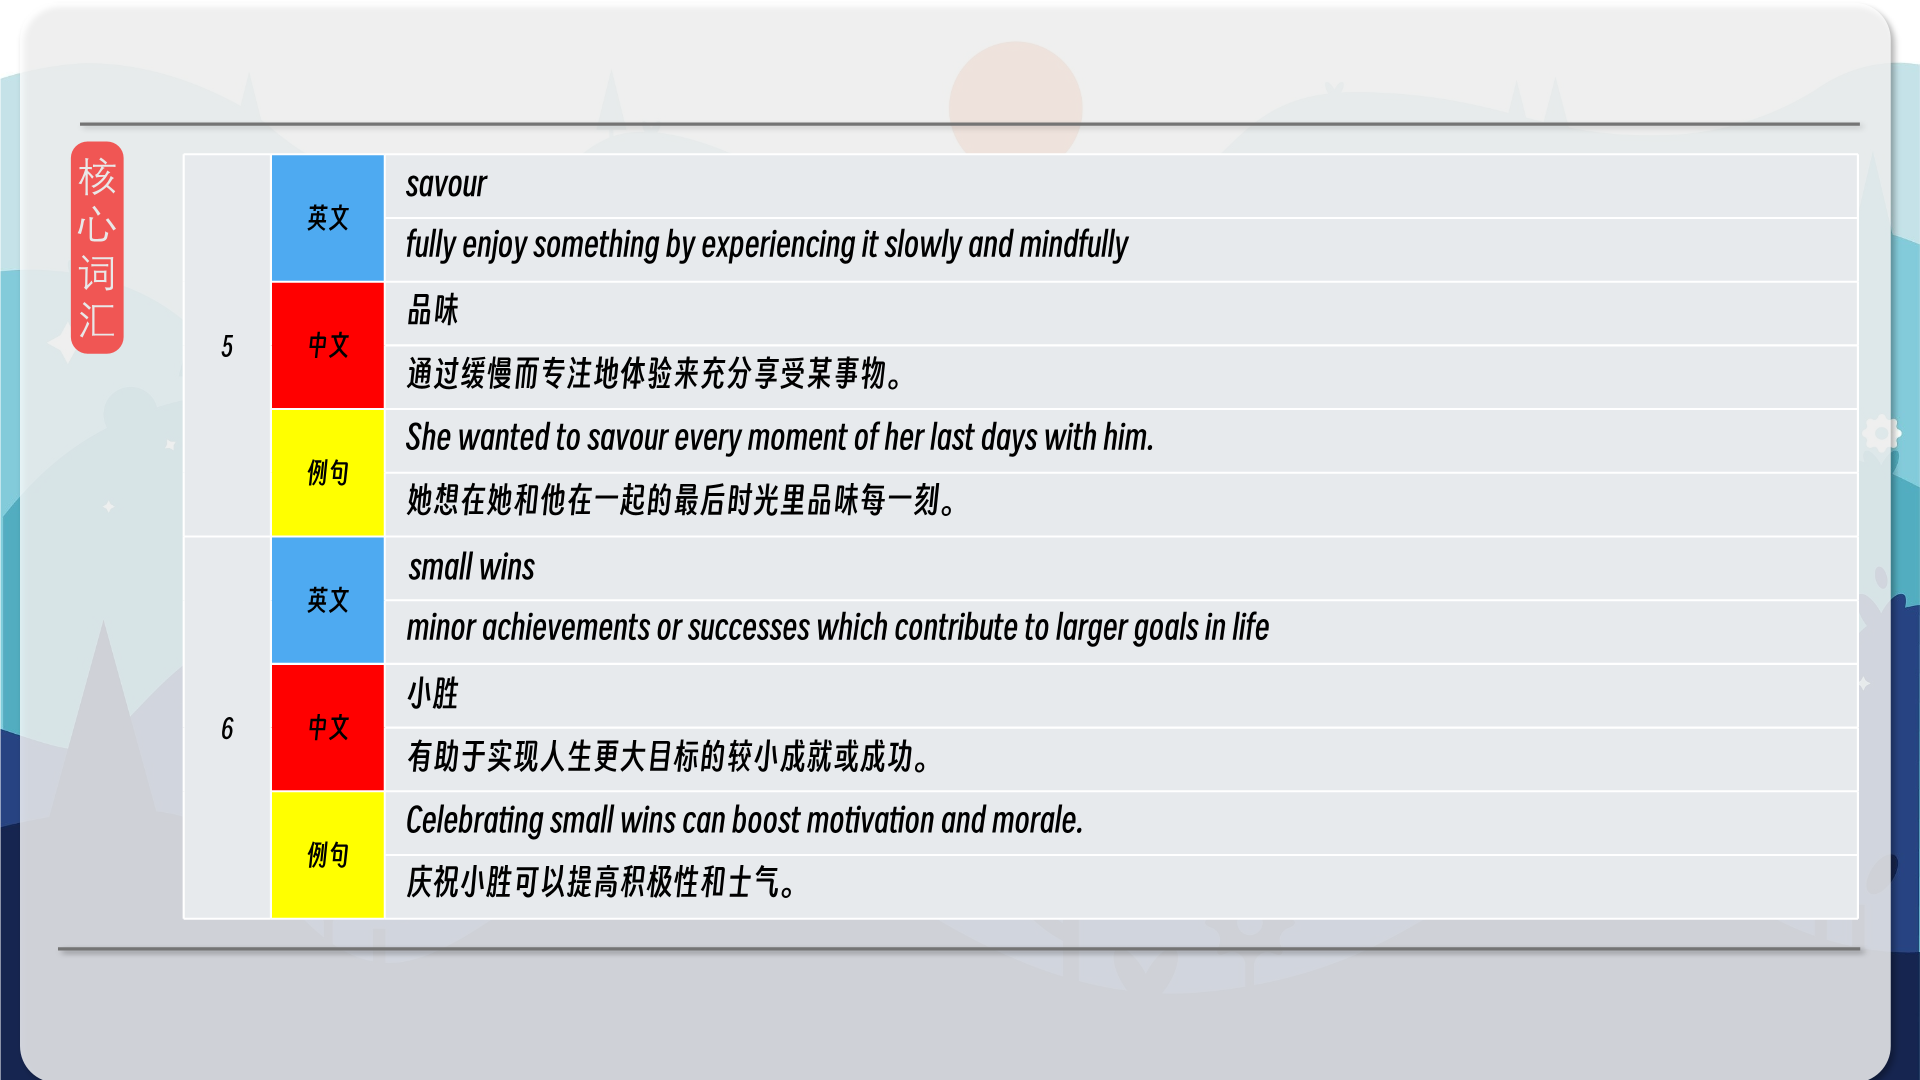 核心词汇
5
英文
savour
fully enjoy something by experiencing it slowly and mindfully
中文
品味
通过缓慢而专注地体验来充分享受某事物。
例句
She wanted to savour every moment of her last days with him.
她想在她和他在一起的最后时光里品味每一刻。
6
英文
small wins
minor achievements or successes which contribute to larger goals in life
中文
小胜
有助于实现人生更大目标的较小成就或成功。
例句
Celebrating small wins can boost motivation and morale.
庆祝小胜可以提高积极性和士气。